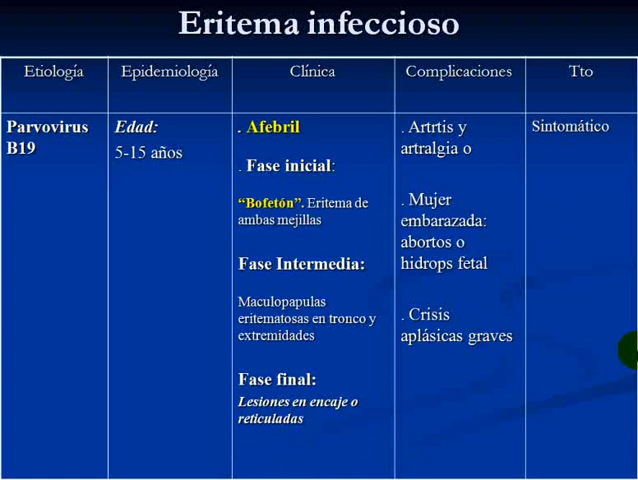 Eritema infeccioso
Etiología
Epidemiología
Clínica
Complicaciones
Tto
Parvovirus
B19
Edad:
5-15 años
. Afebril
. Fase inicial:
“Bofetón”. Eritema de
ambas mejillas
Fase Intermedia:
Maculopapulas
eritematosas en tronco y
extremidades
Fase final:
Lesiones en encaje o
reticuladas
. Artrtis y
artralgia o
. Mujer
embarazada:
abortos o
hidrops fetal
. Crisis
aplásicas graves
Sintomático